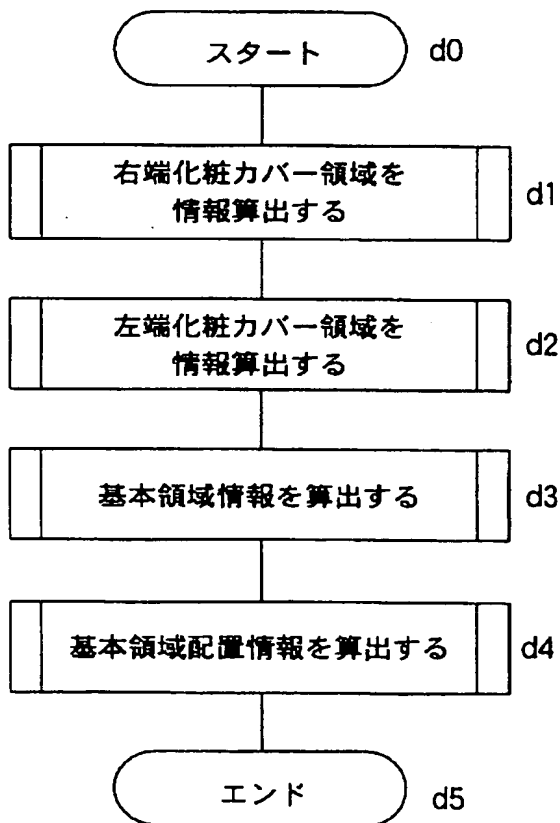 スタート d0
右端化粧カバー領域を
情報算出する
d1
左端化粧カバー領域を
情報算出する
d2
基本領域情報を算出する d3
基本領域配置情報を算出する d4
エンド d5